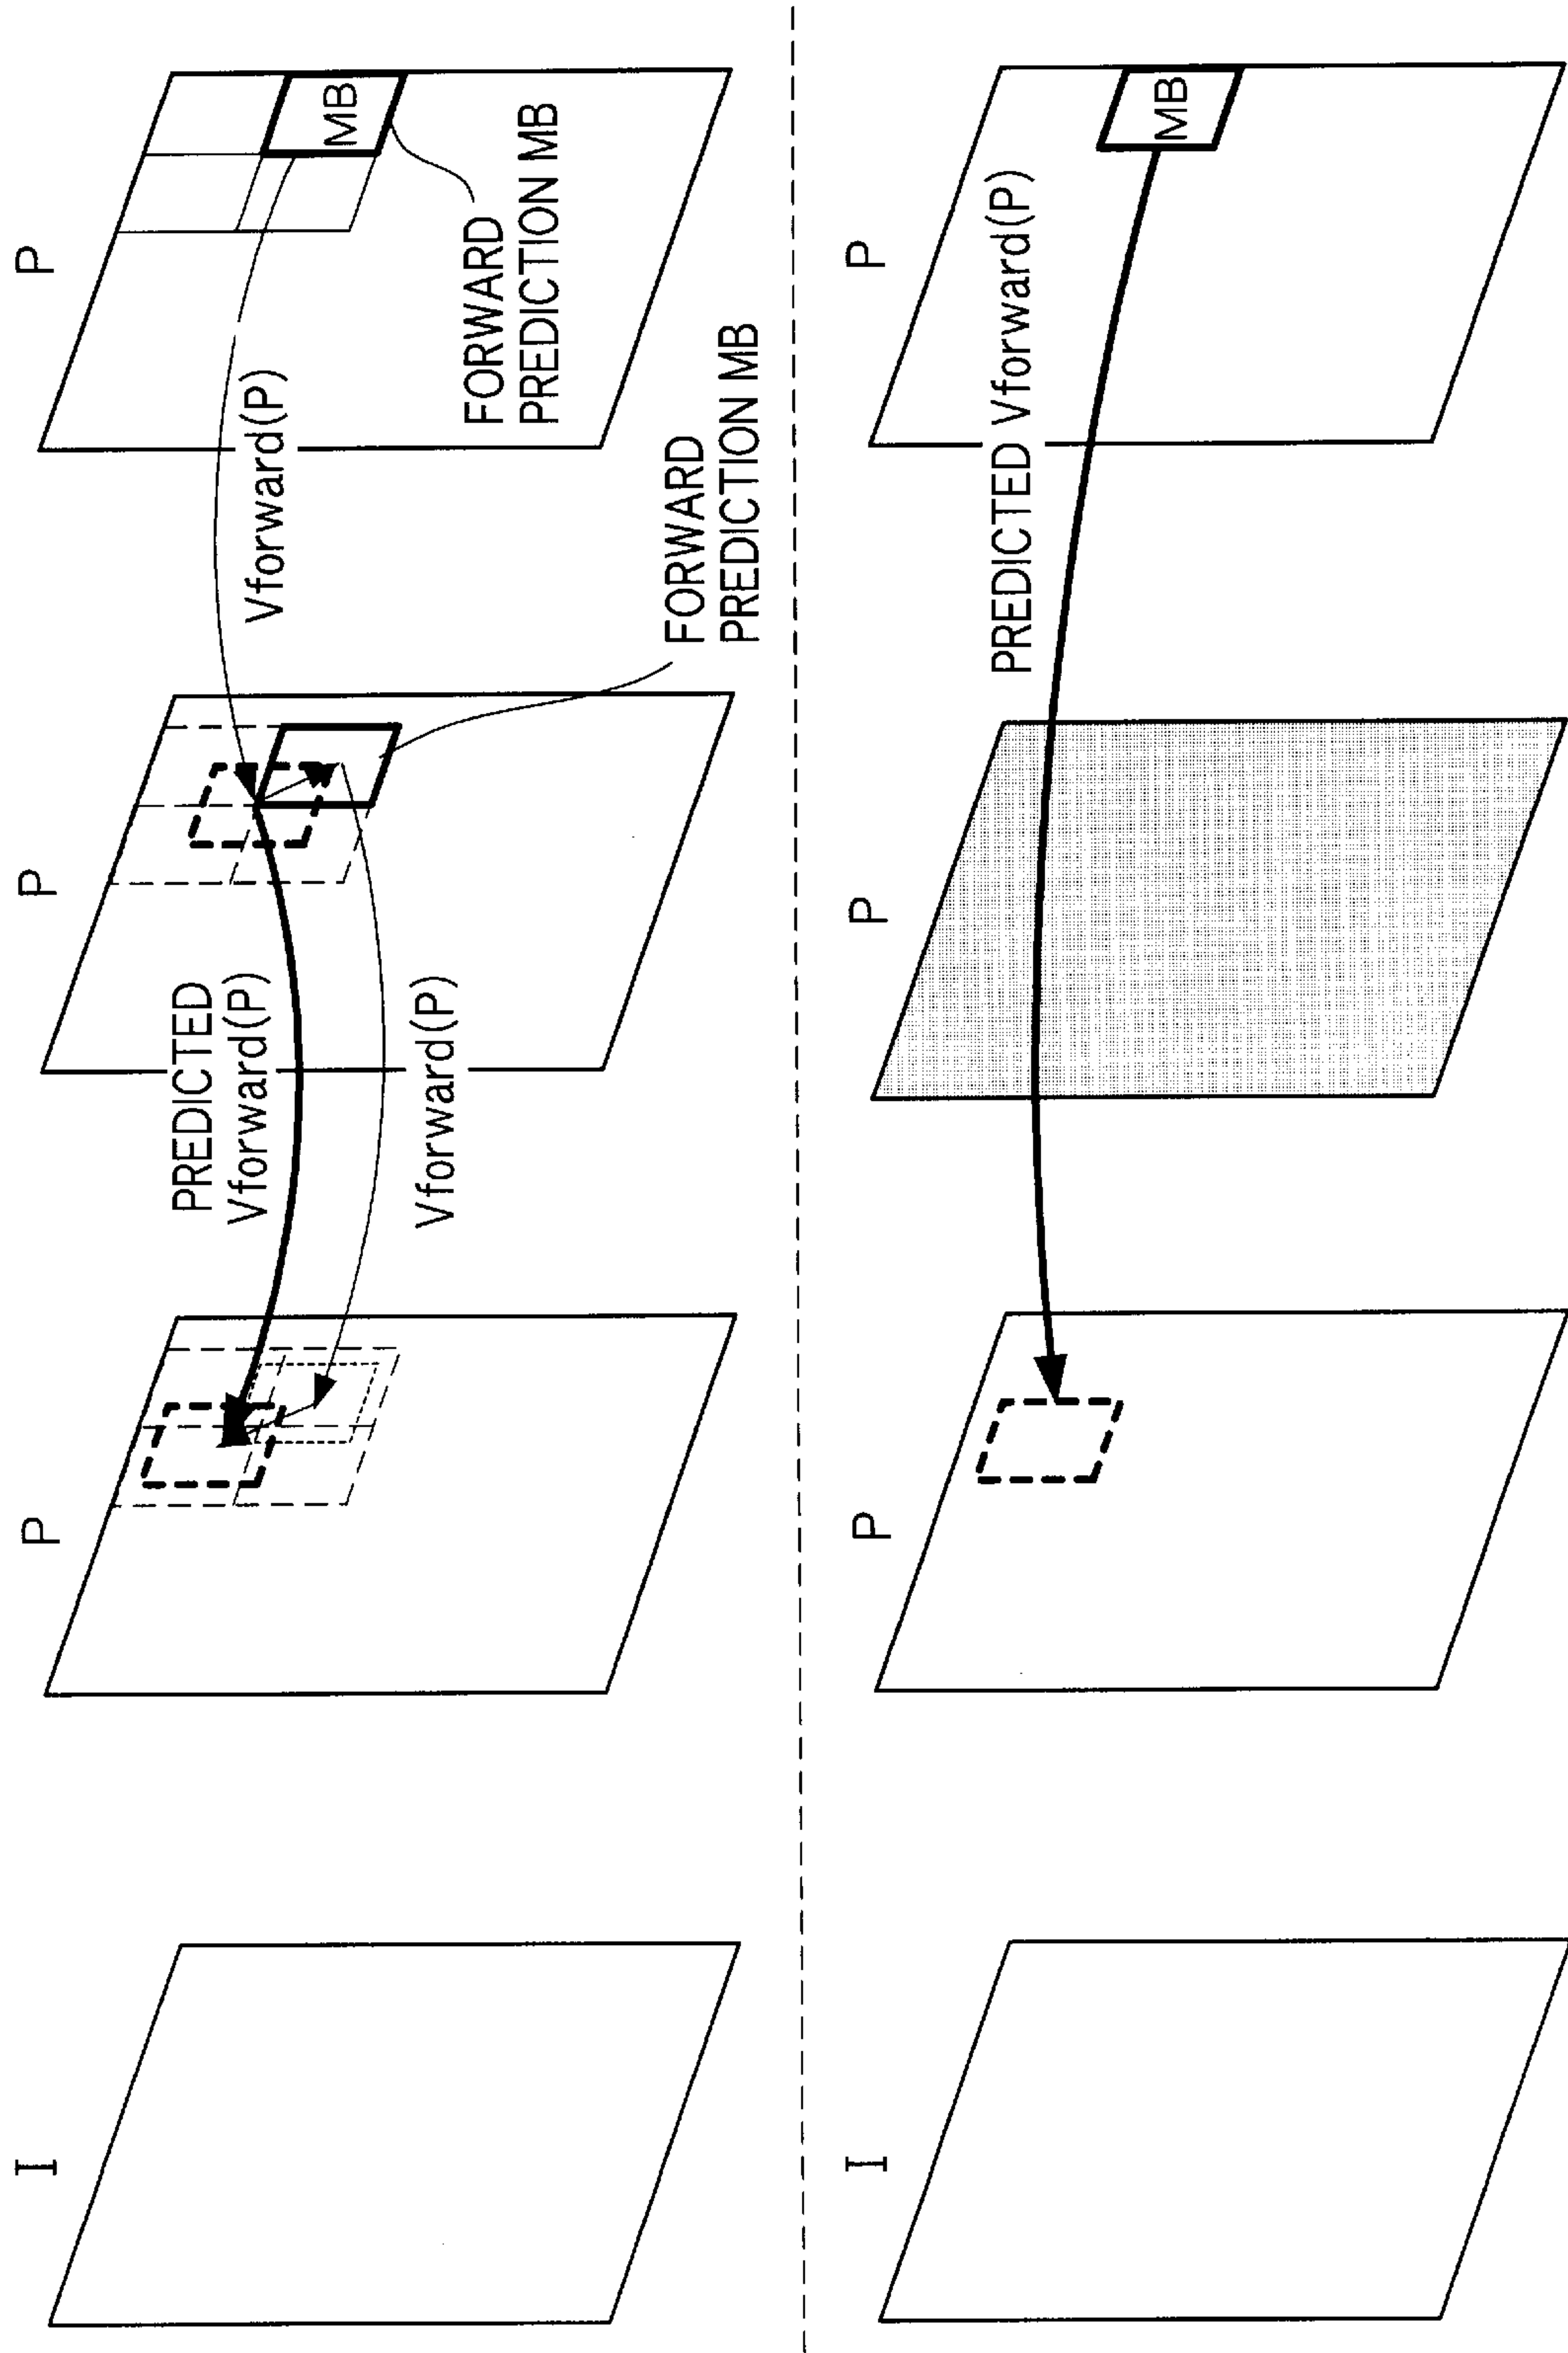 I
P
P
P
PREDICTED
Vforward(P)
Vforward(P)
Vforward(P)
MB
FORWARD
PREDICTION MB
FORWARD
PREDICTION MB
I
P
P
P
PREDICTED Vforward(P)
MB